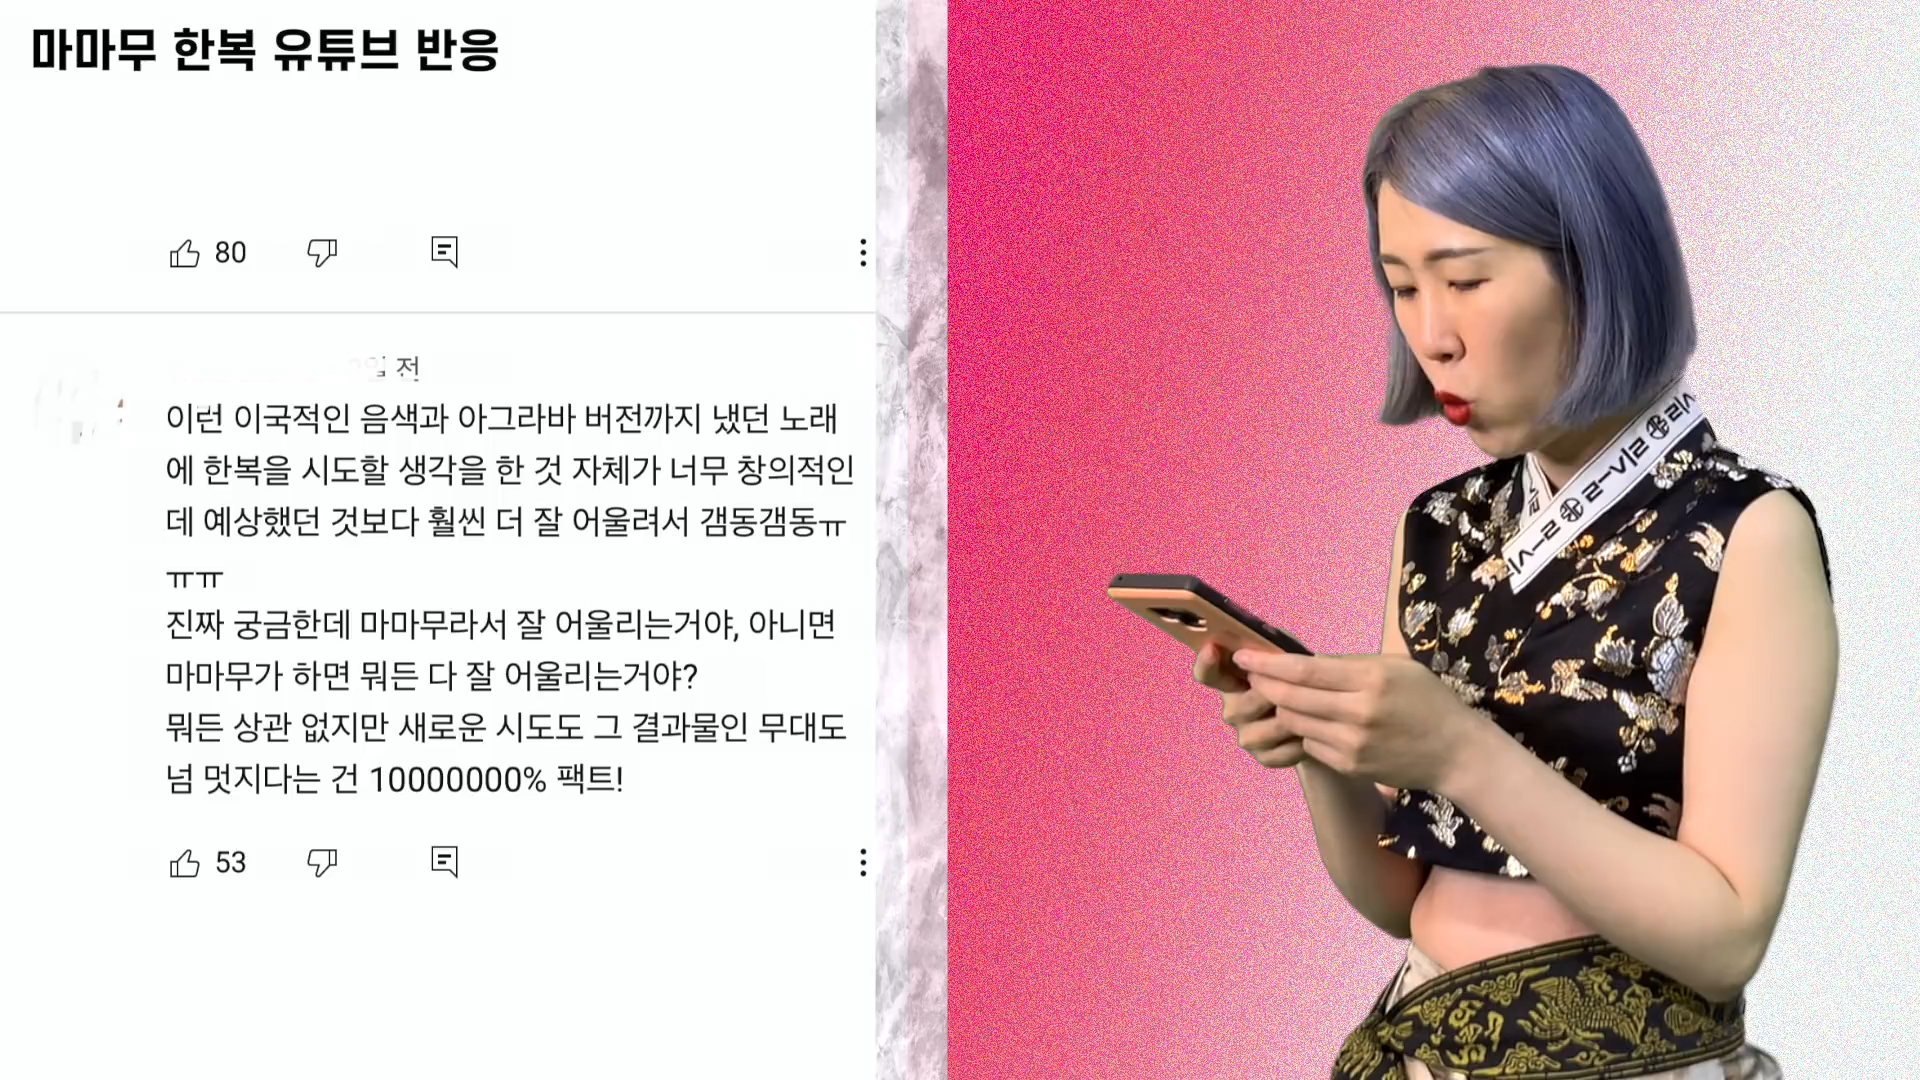 마마무 한복 유튜브 반응
80
전
이런 이국적인 음색과 아그라바 버전까지 냈던 노래
에 한복을 시도할 생각을 한 것 자체가 너무 창의적인
데 예상했던 것보다 훨씬 더 잘 어울려서 갬동갬동ㅠ
ㅠㅠ
진짜 궁금한데 마마무라서 잘 어울리는거야, 아니면
마마무가 하면 뭐든 다 잘 어울리는거야?
뭐든 상관 없지만 새로운 시도도 그 결과물인 무대도
넘 멋지다는 건 10000000% 팩트!
53